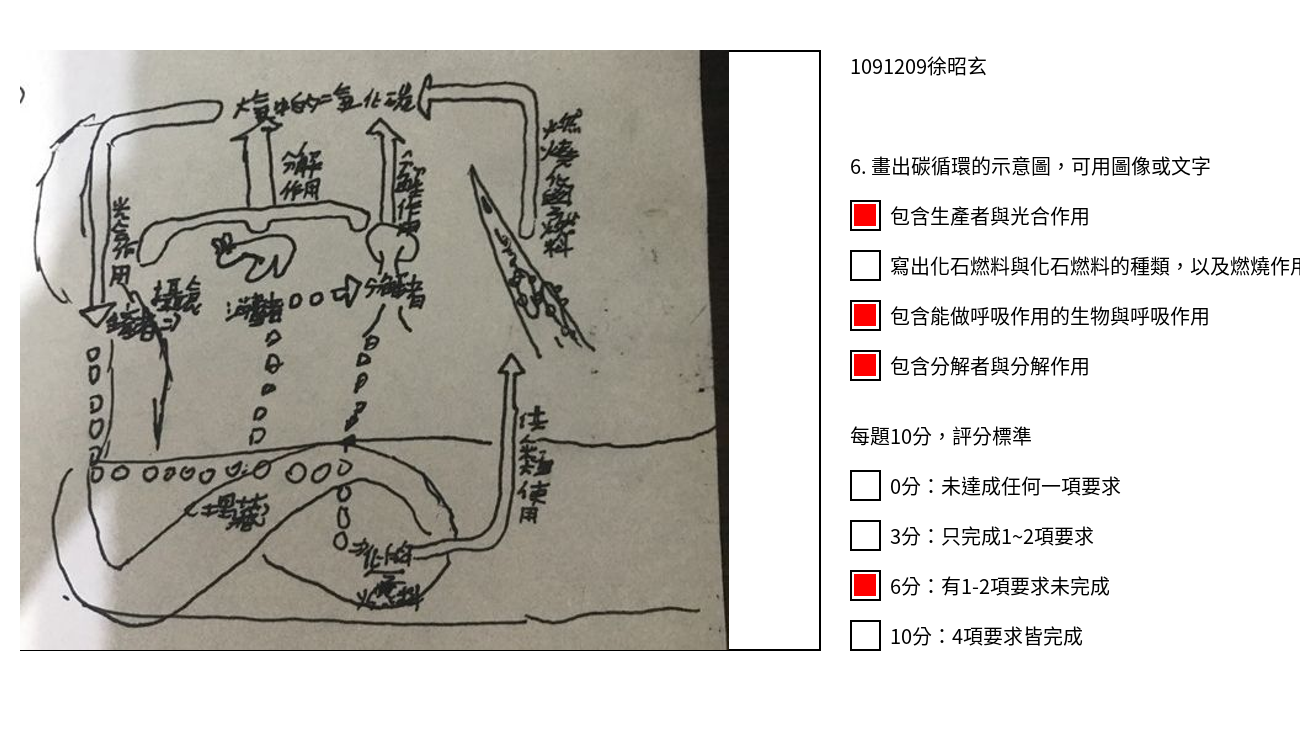 大氣中的二氧化碳
燃燒化石燃料
分解
作用
分解作用
光合作用
攝食
消費者
分解者
生產者
供人類使用
(埋藏)
化石
燃料
1091209徐昭玄
6. 畫出碳循環的示意圖，可用圖像或文字
包含生產者與光合作用
寫出化石燃料與化石燃料的種類，以及燃燒作用
包含能做呼吸作用的生物與呼吸作用
包含分解者與分解作用
每題10分，評分標準
0分：未達成任何一項要求
3分：只完成1~2項要求
6分：有1-2項要求未完成
10分：4項要求皆完成